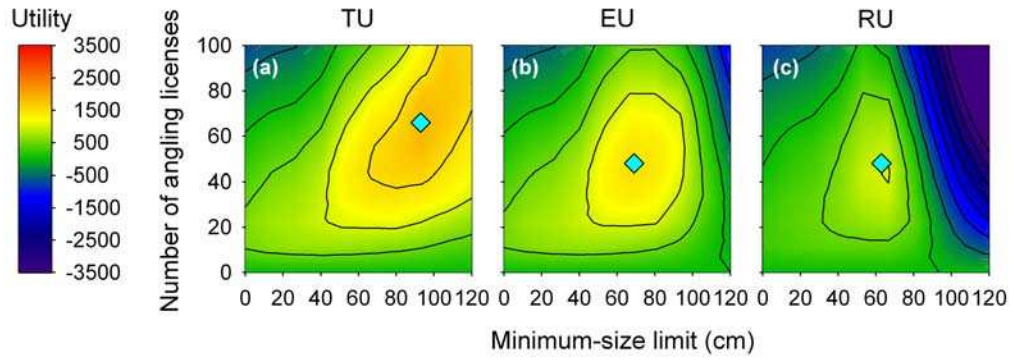 Utility
TU
EU
RU
3500
2500
1500
500
-500
-1500
-2500
-3500
Number of angling licenses
100
80
60
40
20
0
(a)
(b)
(c)
0 20 40 60 80 100 120
0 20 40 60 80 100 120
0 20 40 60 80 100 120
Minimum-size limit (cm)